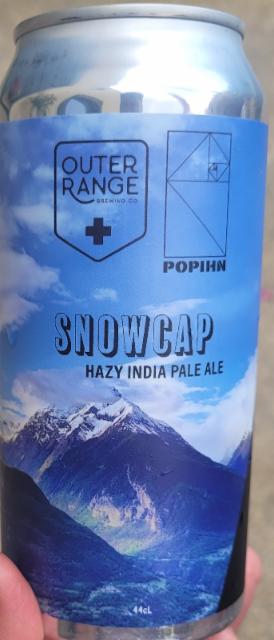 OUTER
RANGE
BREWING CO
POPIHN
SNOWCAP
HAZY INDIA PALE ALE
44cL